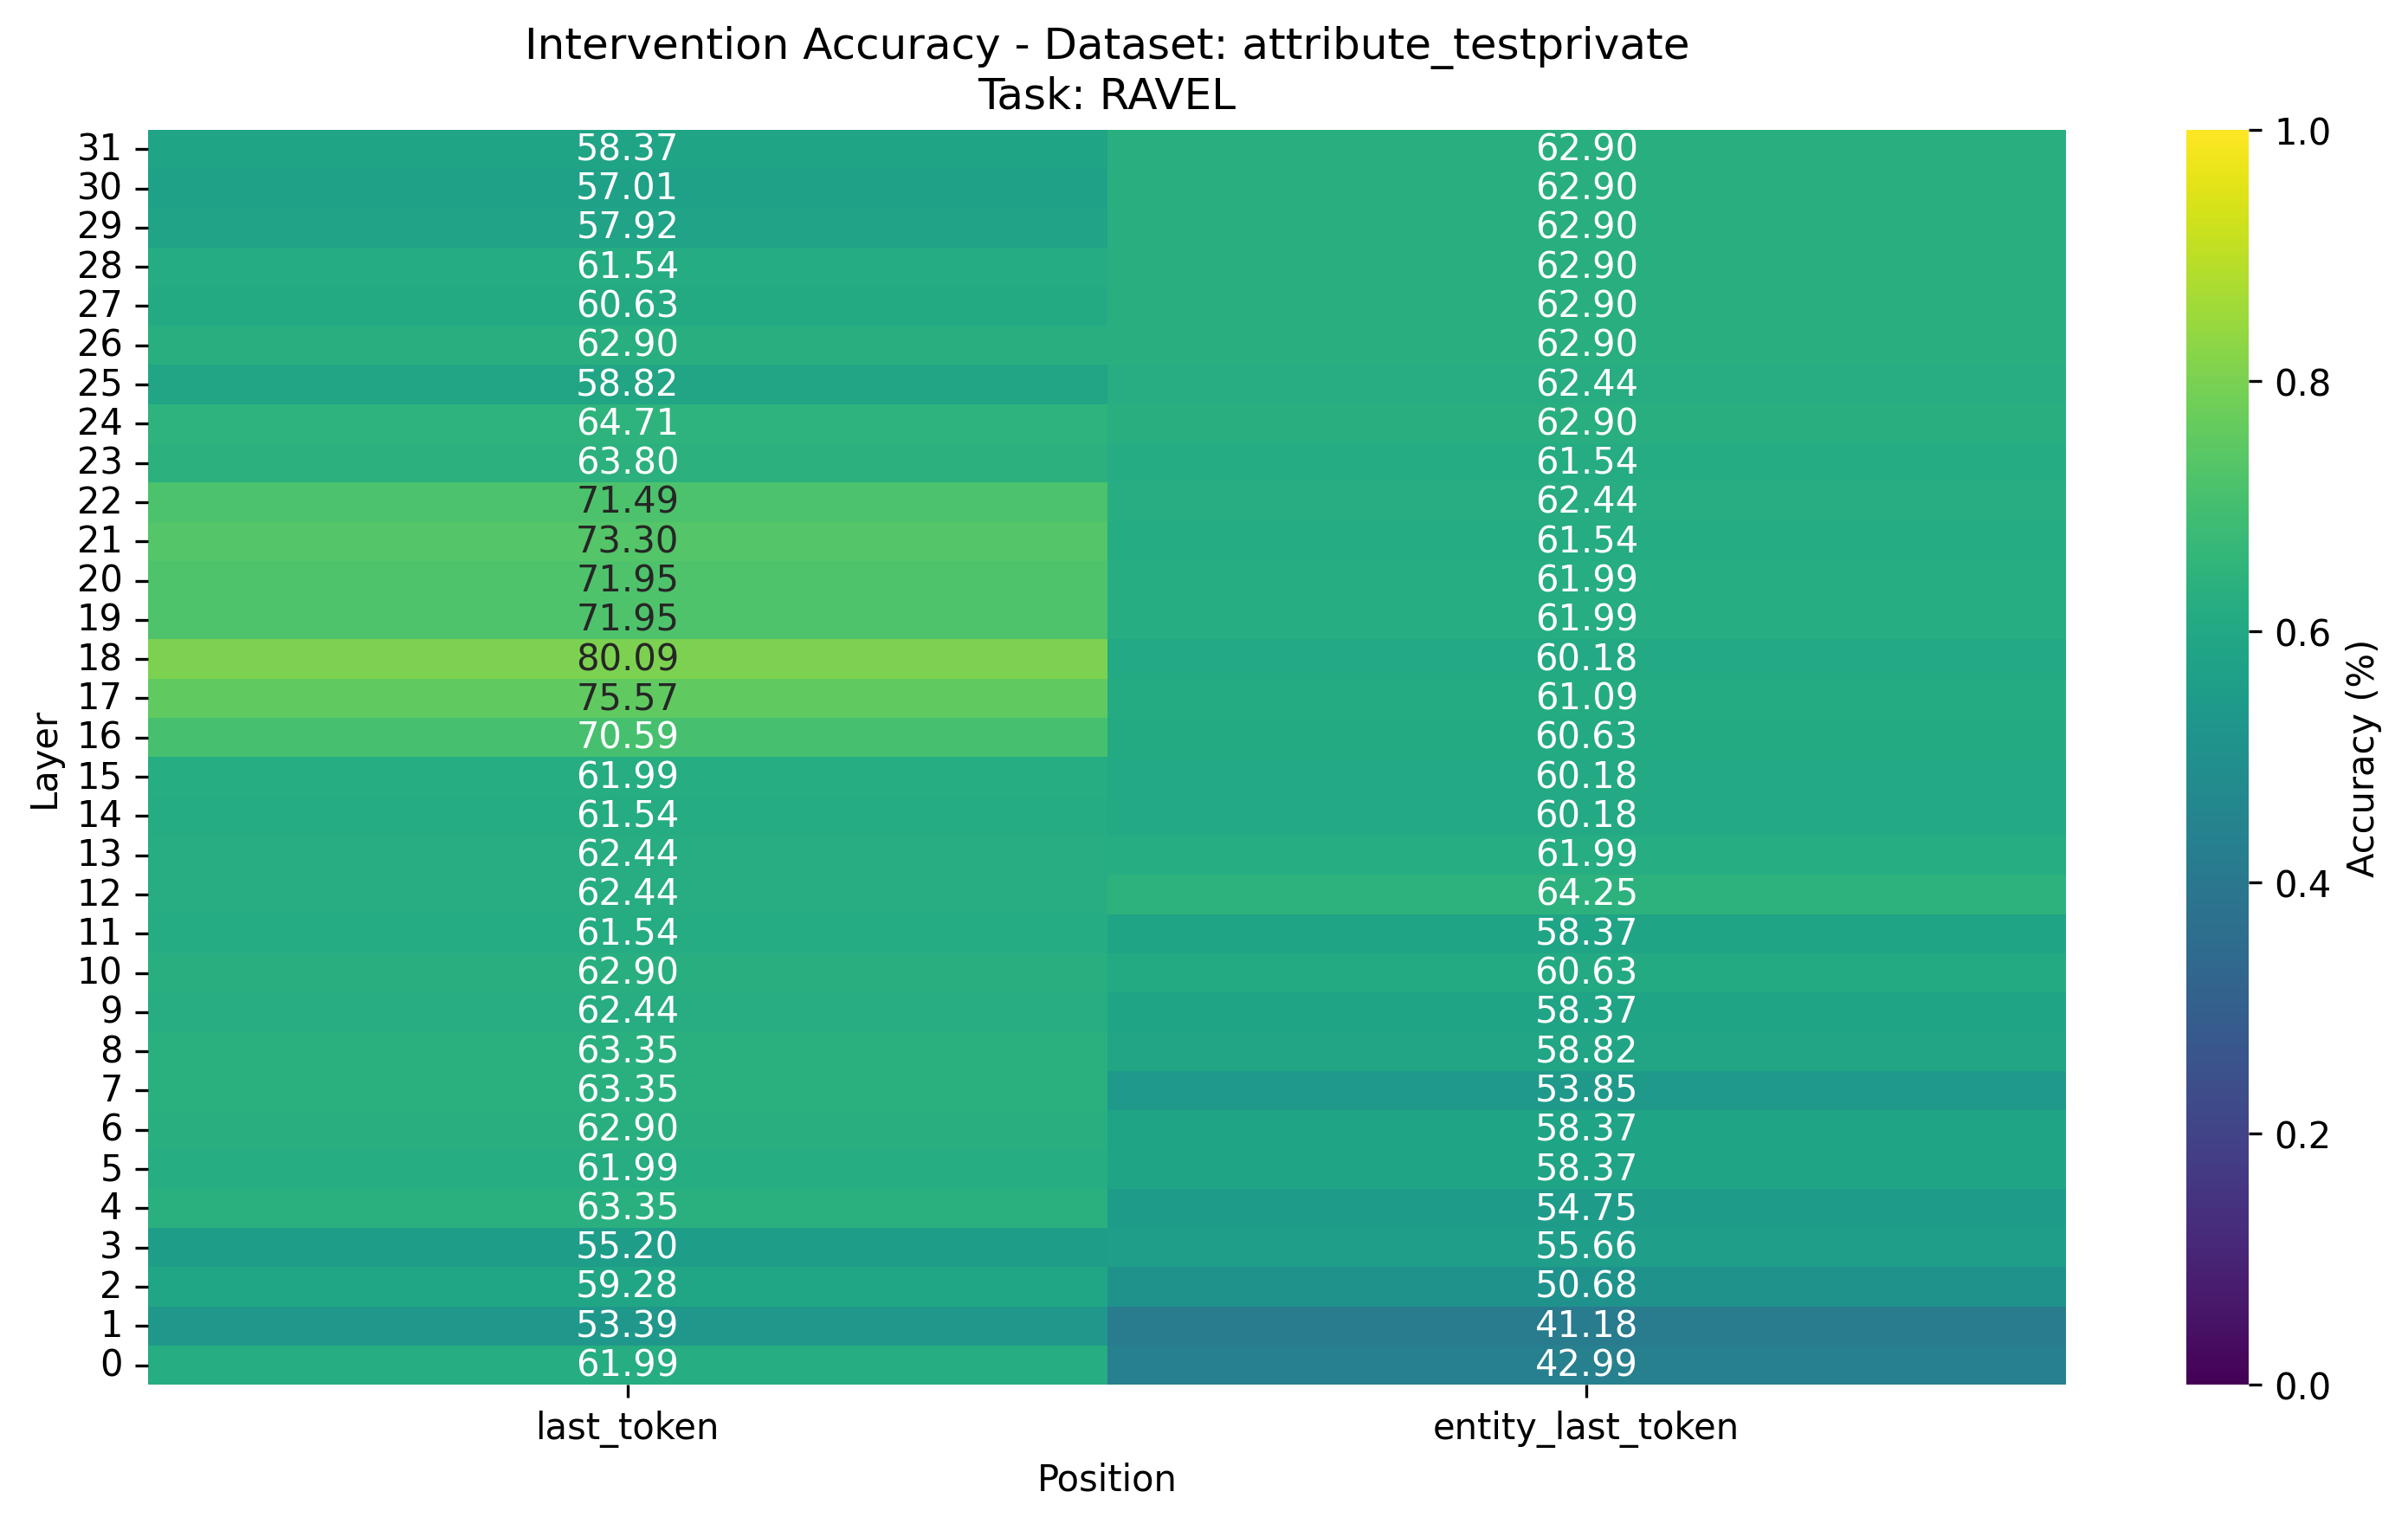 Intervention Accuracy - Dataset: attribute_testprivate
Task: RAVEL
31 58.37 62.90
30 57.01 62.90
29 57.92 62.90
28 61.54 62.90
27 60.63 62.90
26 62.90 62.90
25 58.82 62.44
24 64.71 62.90
23 63.80 61.54
22 71.49 62.44
21 73.30 61.54
20 71.95 61.99
19 71.95 61.99
18 80.09 60.18
17 75.57 61.09
16 70.59 60.63
15 61.99 60.18
14 61.54 60.18
13 62.44 61.99
12 62.44 64.25
11 61.54 58.37
10 62.90 60.63
9 62.44 58.37
8 63.35 58.82
7 63.35 53.85
6 62.90 58.37
5 61.99 58.37
4 63.35 54.75
3 55.20 55.66
2 59.28 50.68
1 53.39 41.18
0 61.99 42.99
last_token entity_last_token
Position
Layer
1.0
0.8
0.6
0.4
0.2
0.0
Accuracy (%)